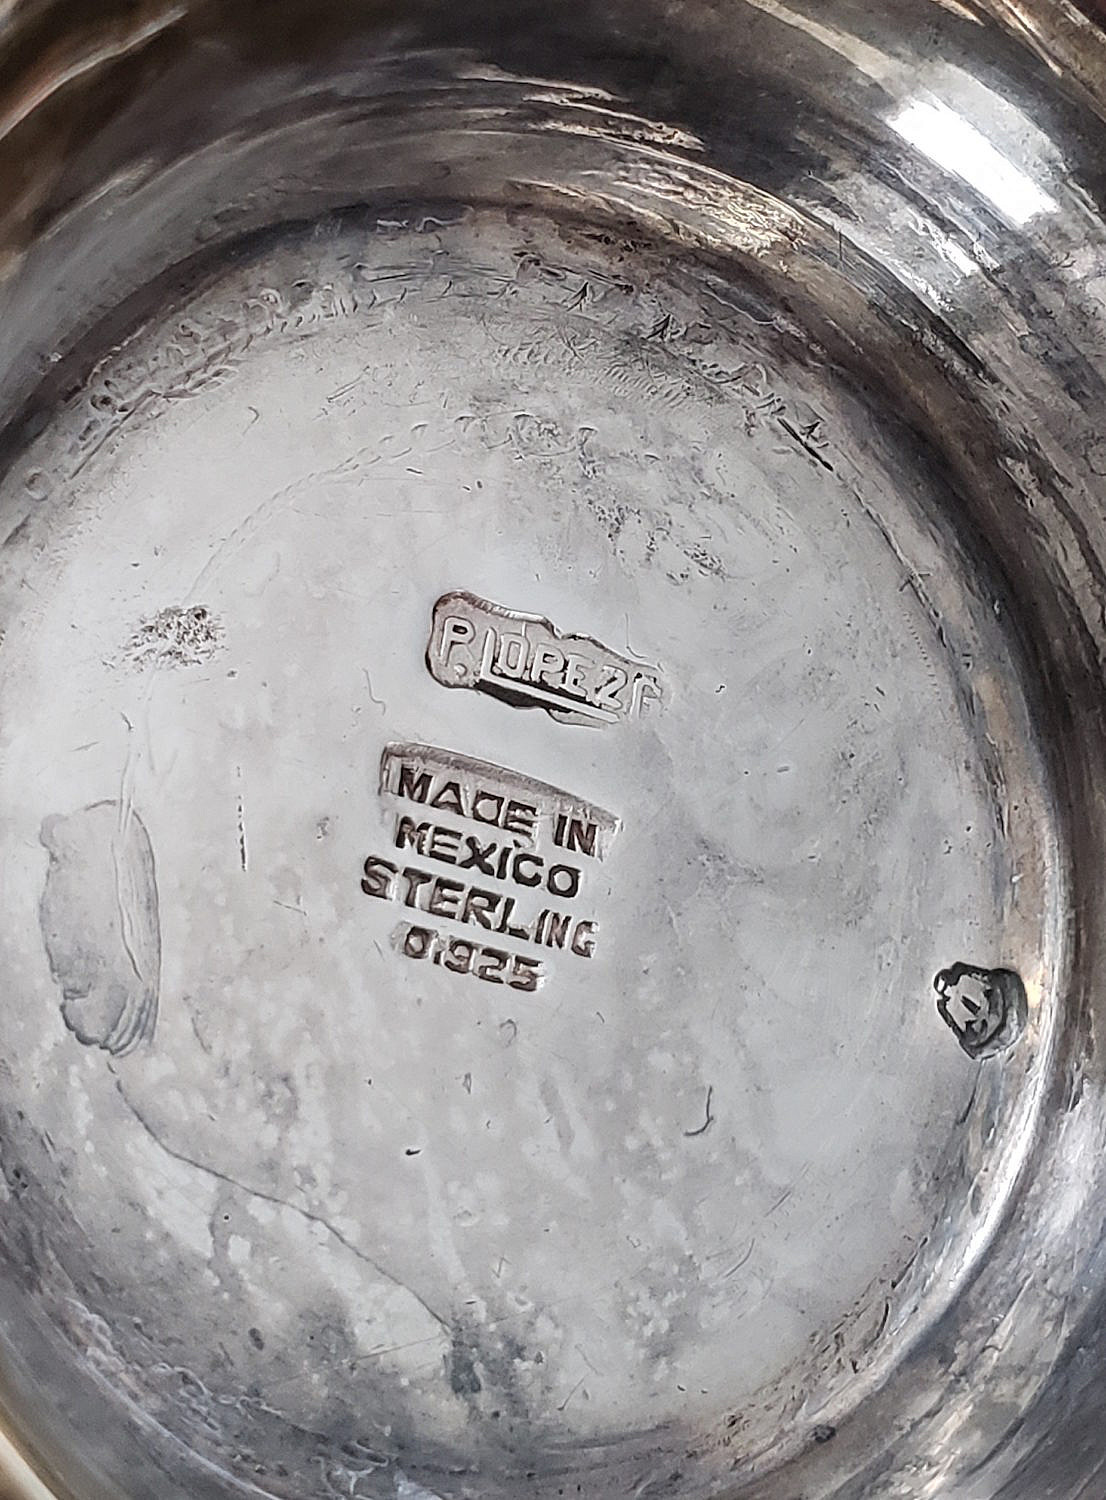 P. LOPEZ G.
MADE IN
MEXICO
STERLING
0.925